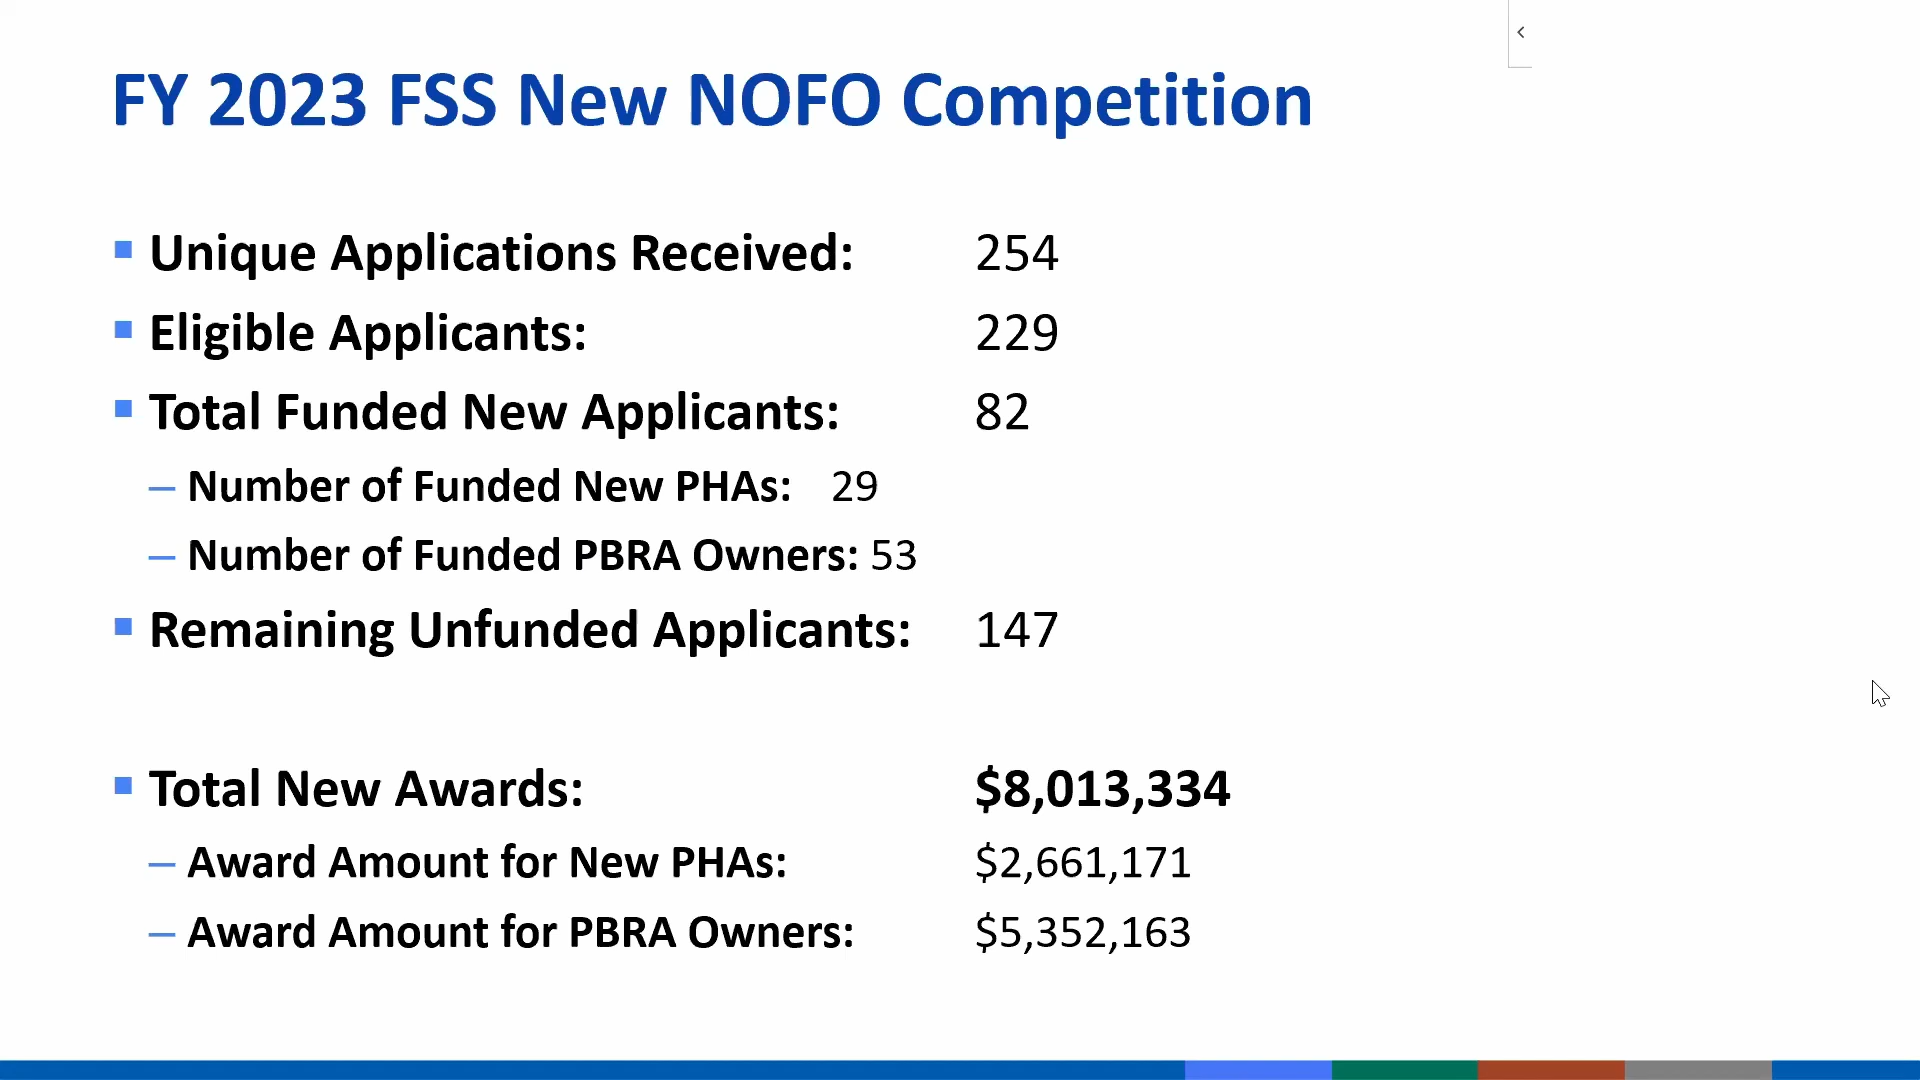 FY 2023 FSS New NOFO Competition
Unique Applications Received: 254
Eligible Applicants: 229
Total Funded New Applicants: 82
– Number of Funded New PHAs: 29
– Number of Funded PBRA Owners: 53
Remaining Unfunded Applicants: 147
Total New Awards: $8,013,334
– Award Amount for New PHAs: $2,661,171
– Award Amount for PBRA Owners: $5,352,163